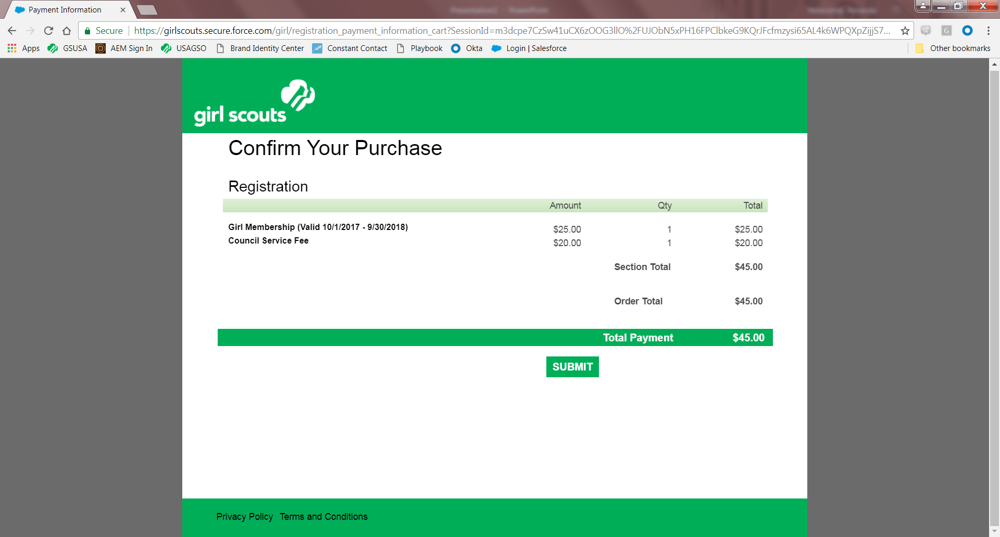 Payment Information
Secure
https://girlscouts.secure.force.com/girl/registration_payment_information_cart?SessionId=m3dcpe7CzSw41uCX6zOOG3llO%2FUJObN5xPH16FPClbkeG9KQrJFcfmzysi65AL4k6WPQXpZijjS7...
Apps GSUSA AEM Sign In USAGSO Brand Identity Center Constant Contact Playbook Okta Login | Salesforce Other bookmarks
girl scouts
Confirm Your Purchase
Registration
Amount Qty Total
Girl Membership (Valid 10/1/2017 - 9/30/2018) $25.00 1 $25.00
Council Service Fee $20.00 1 $20.00
Section Total $45.00
Order Total $45.00
Total Payment $45.00
SUBMIT
Privacy Policy Terms and Conditions